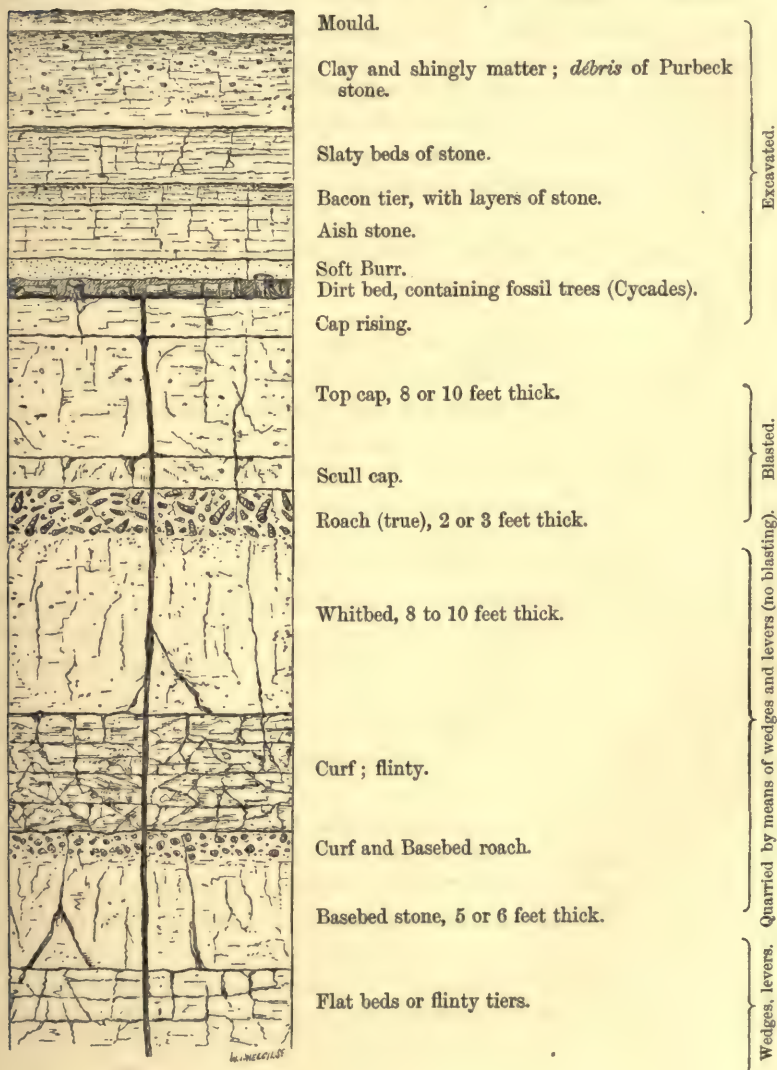 Mould.
Clay and shingly matter; débris of Purbeck
stone.
Slaty beds of stone.
Bacon tier, with layers of stone.
Aish stone.
Soft Burr.
Dirt bed, containing fossil trees (Cycades).
Cap rising.
Top cap, 8 or 10 feet thick.
Scull cap.
Roach (true), 2 or 3 feet thick.
Whitbed, 8 to 10 feet thick.
Curf; flinty.
Curf and Basebed roach.
Basebed stone, 5 or 6 feet thick.
Flat beds or flinty tiers.
Excavated.
Blasted.
Quarried by means of wedges and levers (no blasting).
Wedges, levers.